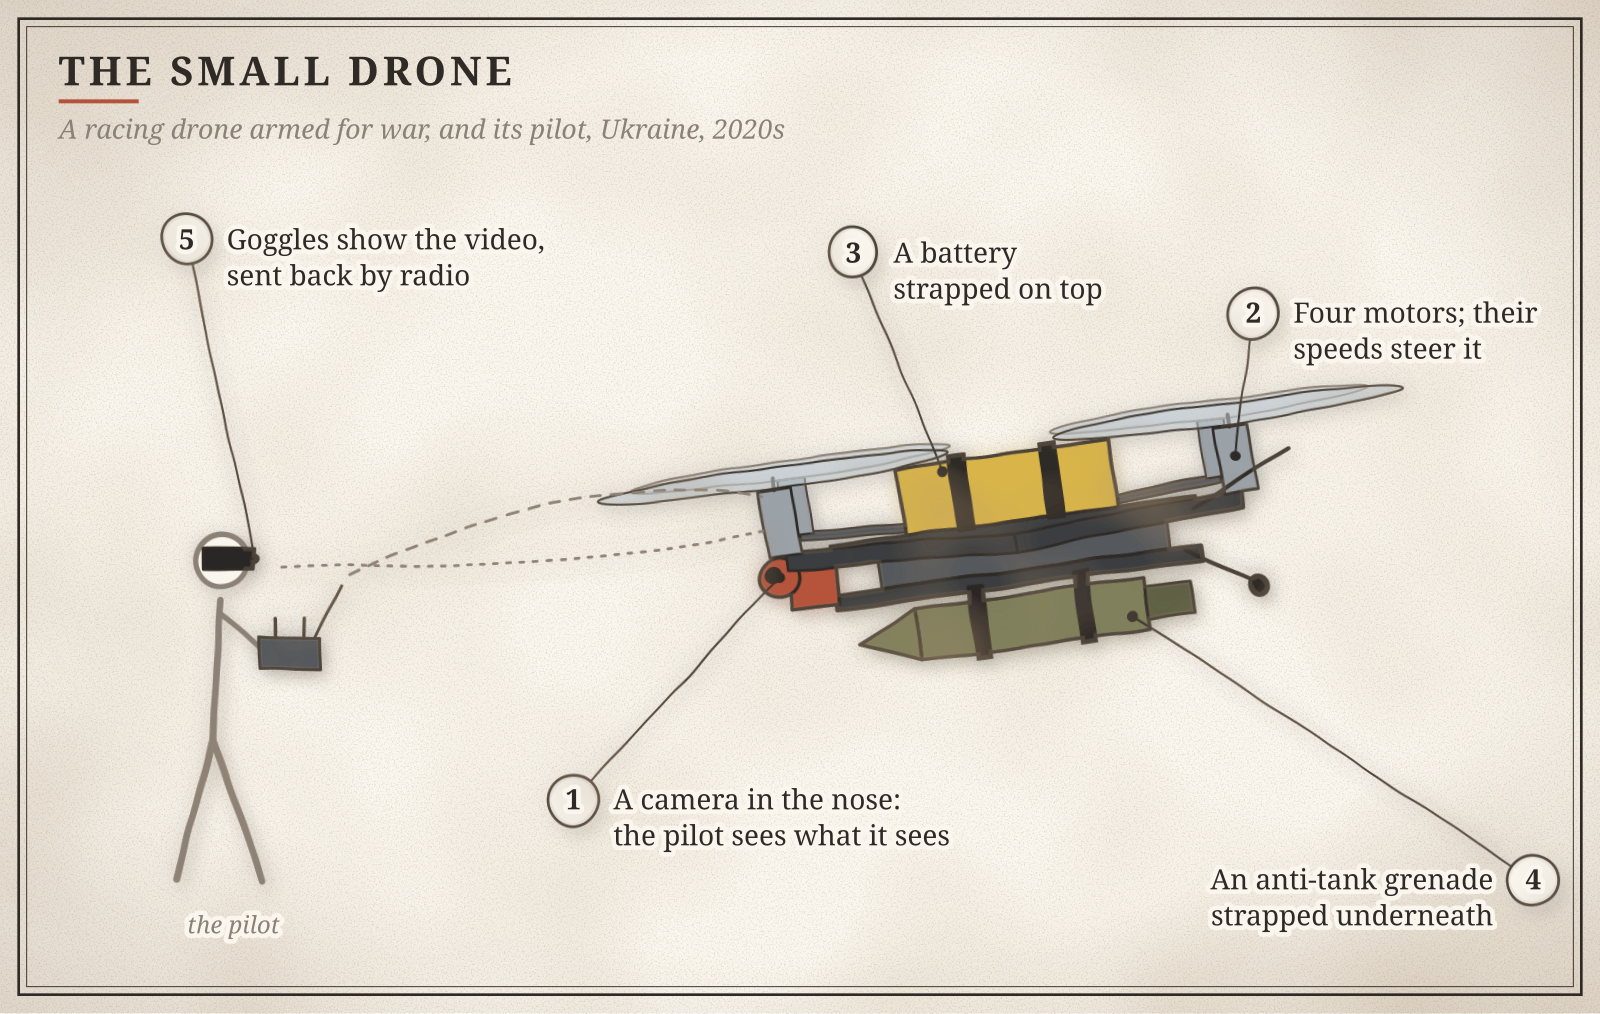 THE SMALL DRONE
A racing drone armed for war, and its pilot, Ukraine, 2020s
5
Goggles show the video,
sent back by radio
3
A battery
strapped on top
2
Four motors; their
speeds steer it
1
A camera in the nose:
the pilot sees what it sees
An anti-tank grenade
strapped underneath
4
the pilot